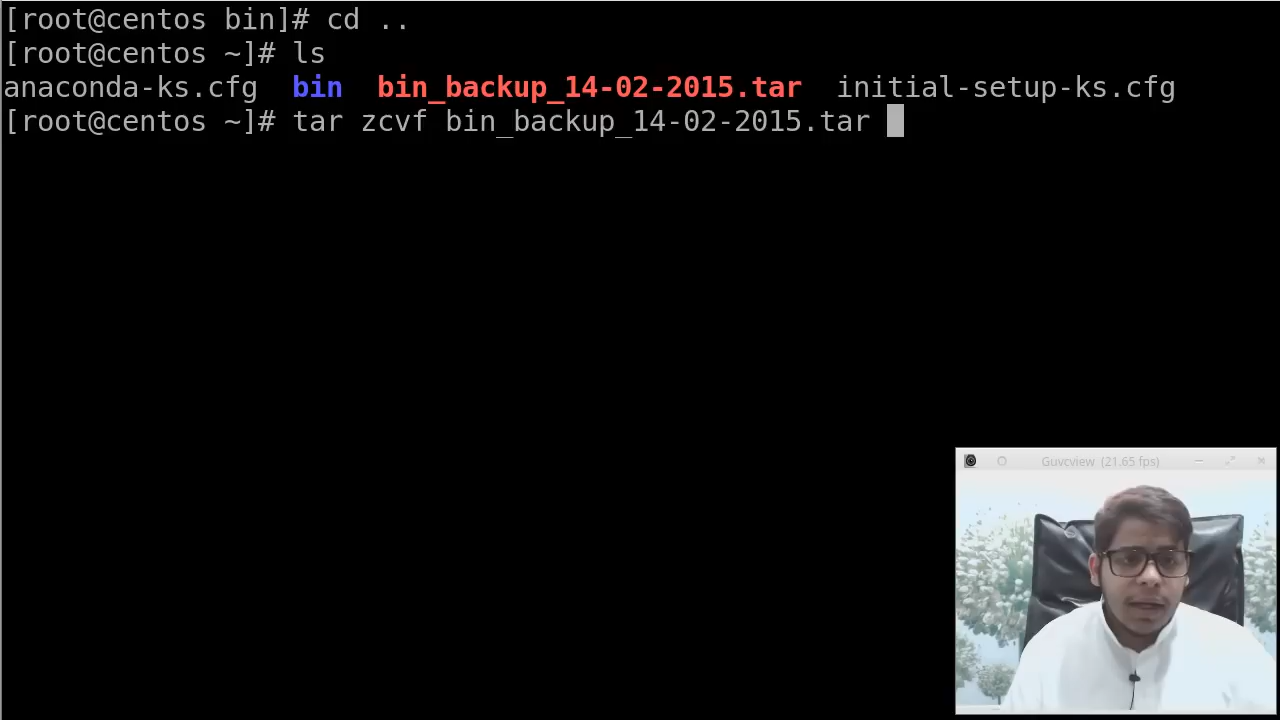 [root@centos bin]# cd ..
[root@centos ~]# ls
anaconda-ks.cfg  bin  bin_backup_14-02-2015.tar  initial-setup-ks.cfg
[root@centos ~]# tar zcvf bin_backup_14-02-2015.tar
Guvcview (21.65 fps)